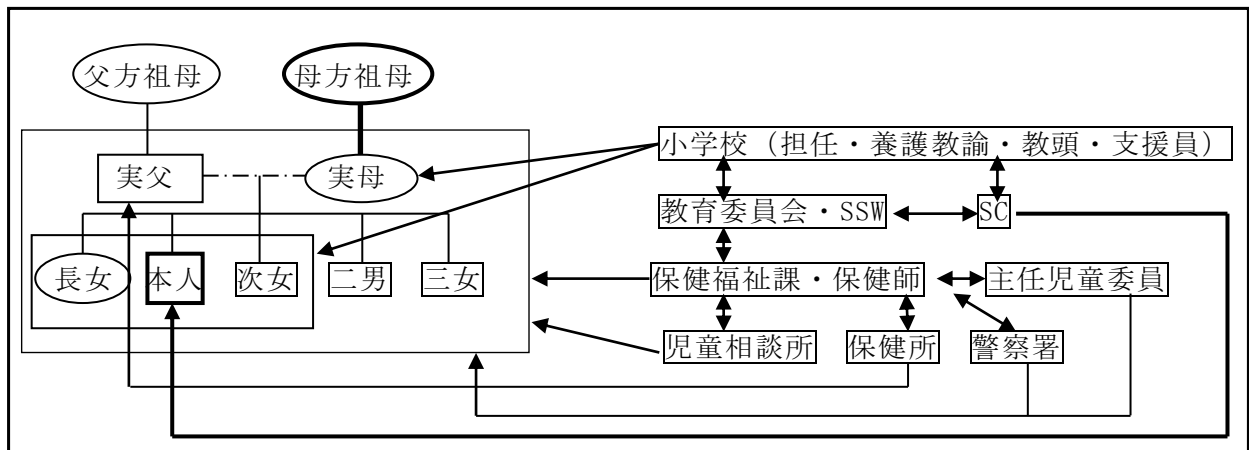 父方祖母 母方祖母
小学校（担任・養護教諭・教頭・支援員）
実父 実母
教育委員会・SSW SC
長女 本人 次女 二男 三女 保健福祉課・保健師 主任児童委員
児童相談所 保健所 警察署